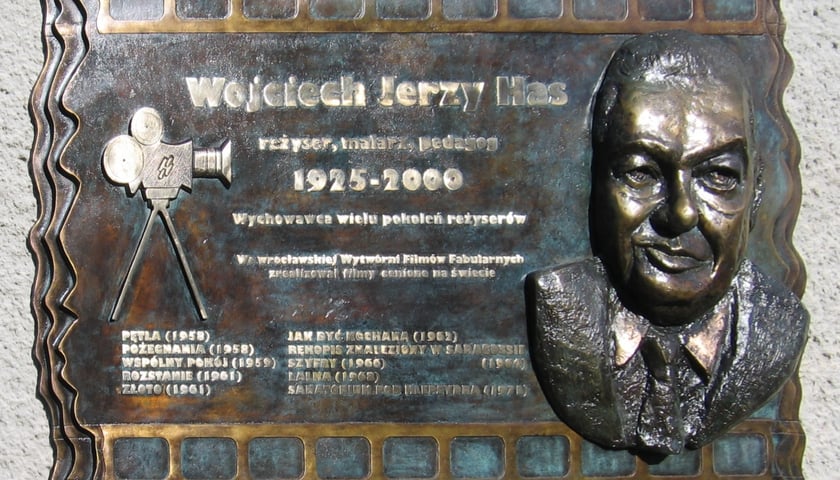 Wojciech Jerzy Has
reżyser, malarz, pedagog
1925-2000
Wychowawca wielu pokoleń reżyserów
We wrocławskiej Wytwórni Filmów Fabularnych
zrealizował filmy cenione na świecie
PĘTLA (1958)
POŻEGNANIA (1958)
WSPÓLNY POKÓJ (1959)
ROZSTANIE (1961)
ZŁOTO (1961)
JAK BYĆ KOCHANĄ (1962)
RĘKOPIS ZNALEZIONY W SARAGOSSIE
(1964)
SZYFRY (1966)
LALKA (1968)
SANATORIUM POD KLEPSYDRĄ (1973)